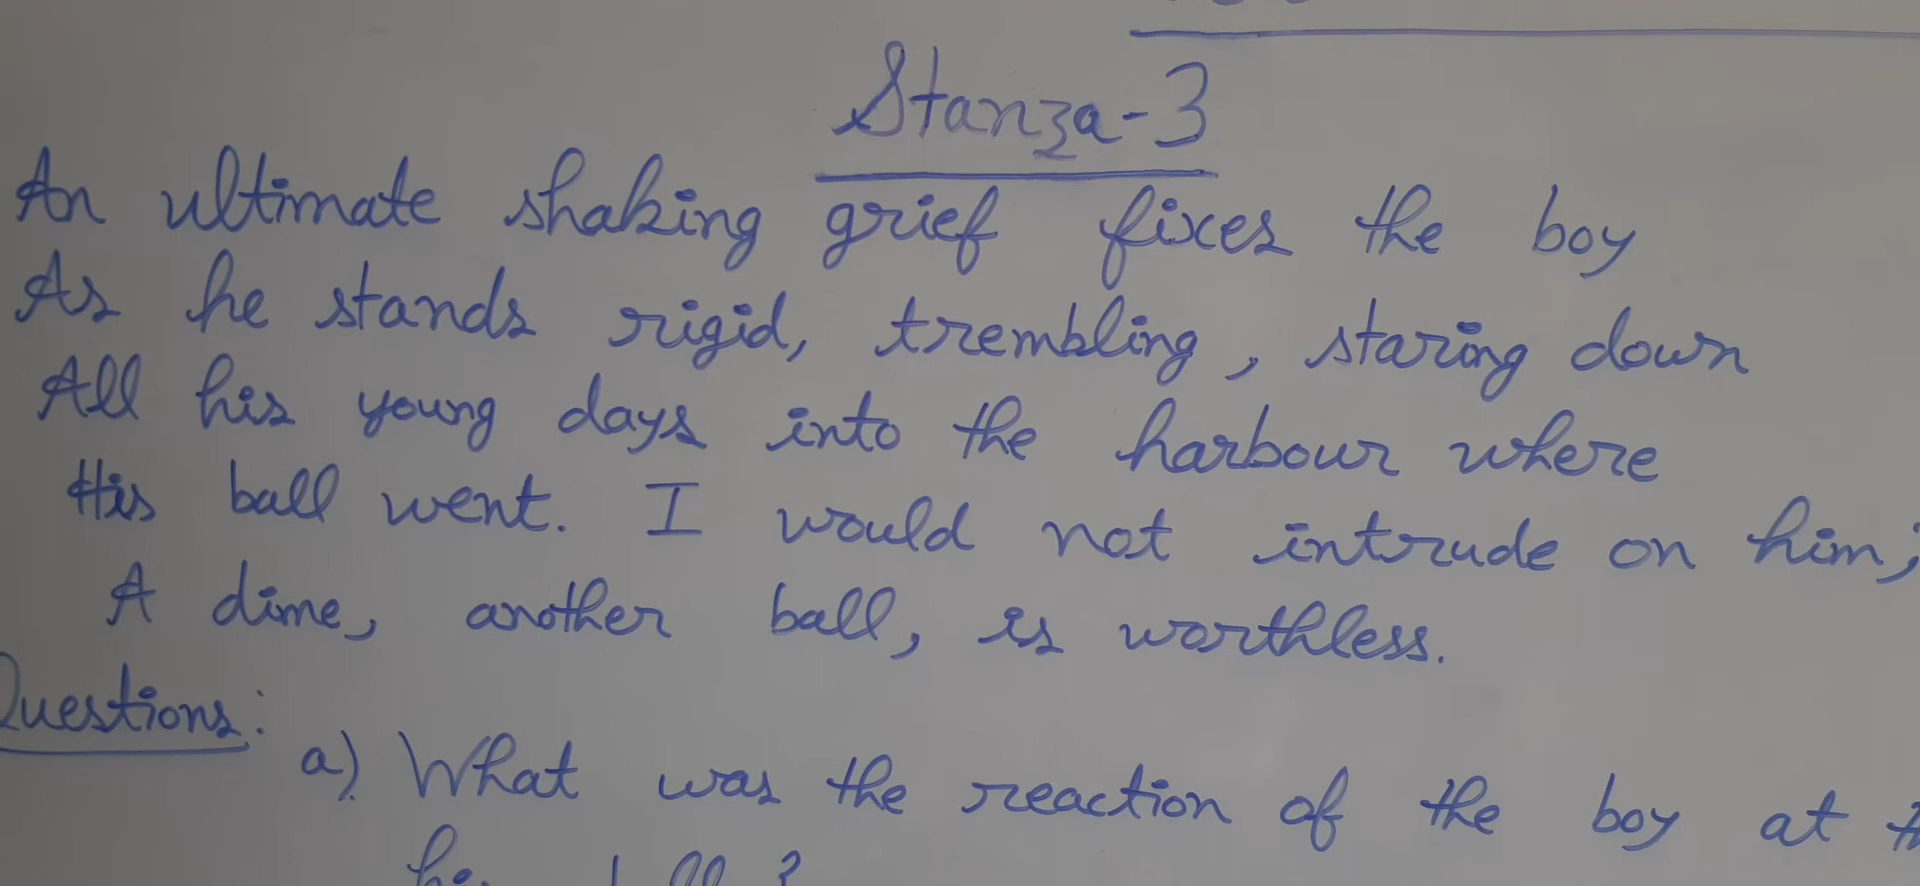 Stanza-3
An ultimate shaking grief fixes the boy
As he stands rigid, trembling, staring down
All his young days into the harbour where
His ball went. I would not intrude on him;
A dime, another ball, is worthless.
Questions:
a) What was the reaction of the boy at